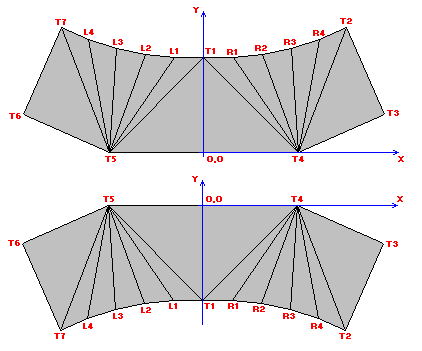 Y
T7 L4 L3 L2 L1 T1 R1 R2 R3 R4 T2
T6 T3
T5 0,0 T4 X
Y
T5 0,0 T4 X
T6 T3
T7 L4 L3 L2 L1 T1 R1 R2 R3 R4 T2